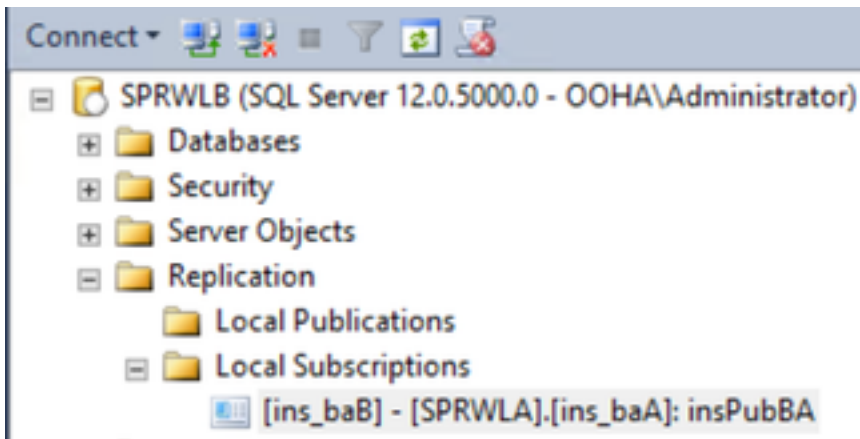 Connect
SPRWLB (SQL Server 12.0.5000.0 - OOHA\Administrator)
Databases
Security
Server Objects
Replication
Local Publications
Local Subscriptions
[ins_baB] - [SPRWLA].[ins_baA]: insPubBA